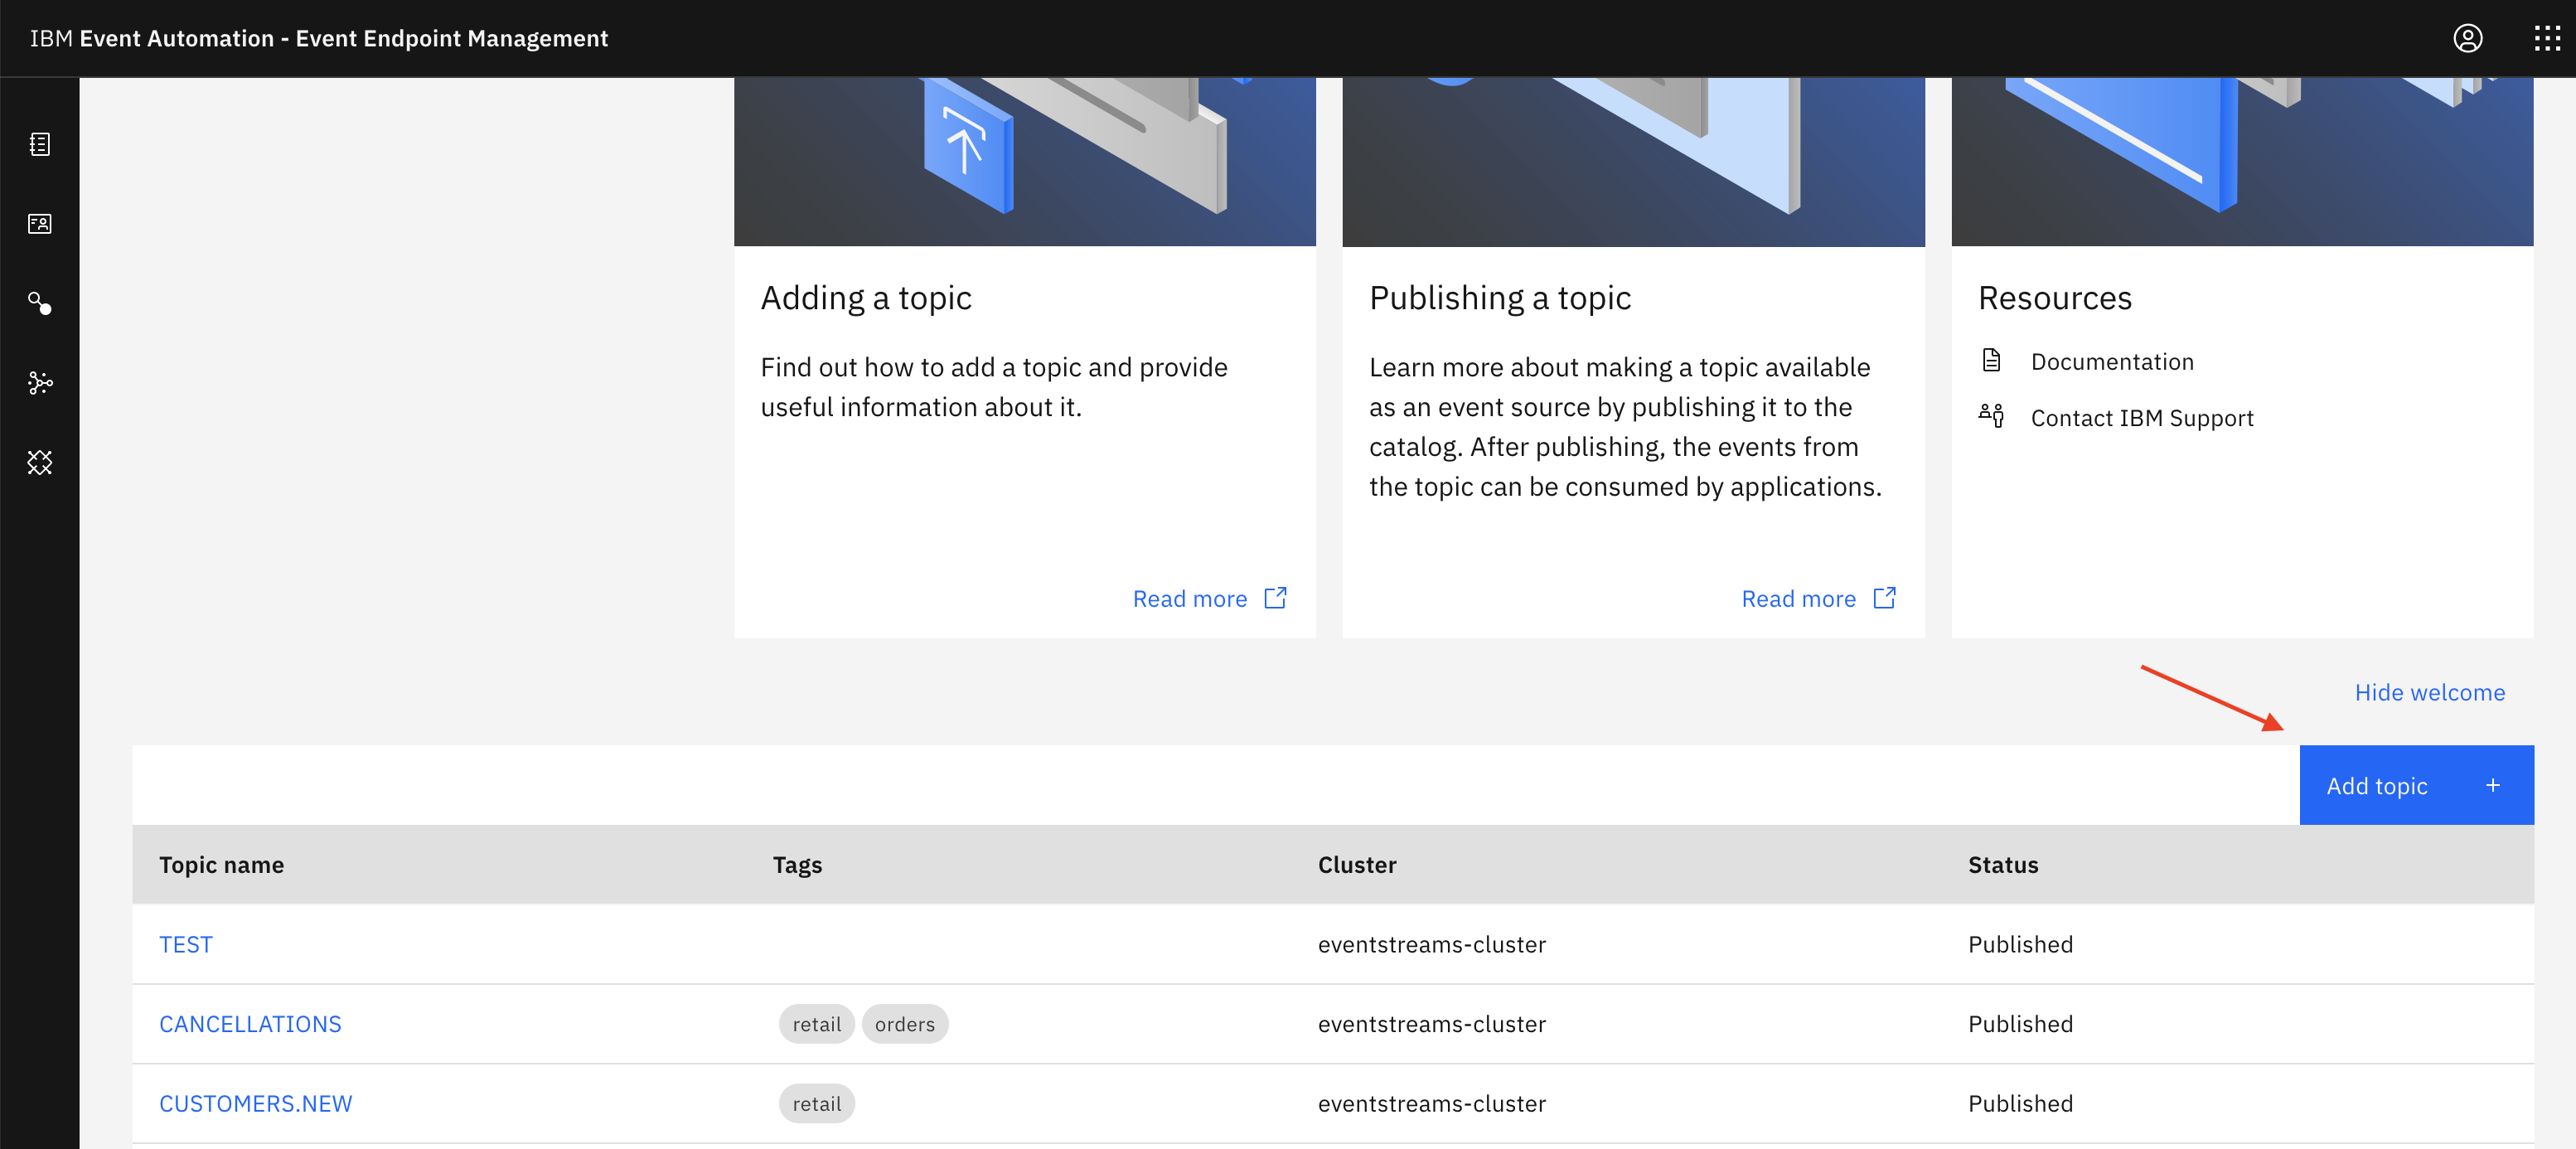 IBM Event Automation - Event Endpoint Management
Adding a topic
Find out how to add a topic and provide
useful information about it.
Read more
Publishing a topic
Learn more about making a topic available
as an event source by publishing it to the
catalog. After publishing, the events from
the topic can be consumed by applications.
Read more
Resources
Documentation
Contact IBM Support
Hide welcome
Add topic +
Topic name Tags Cluster Status
TEST eventstreams-cluster Published
CANCELLATIONS retail orders eventstreams-cluster Published
CUSTOMERS.NEW retail eventstreams-cluster Published